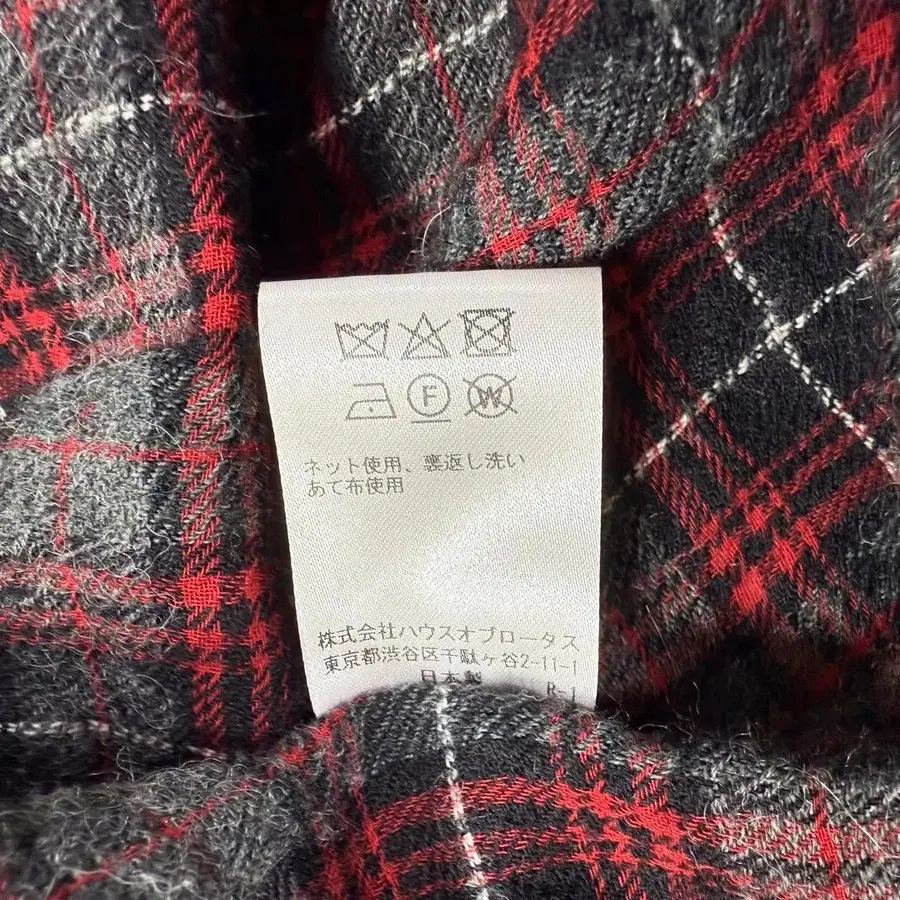 F W
ネット使用、裏返し洗い
あて布使用
株式会社ハウスオブロータス
東京都渋谷区千駄ケ谷2-11-1
日本製 R-1